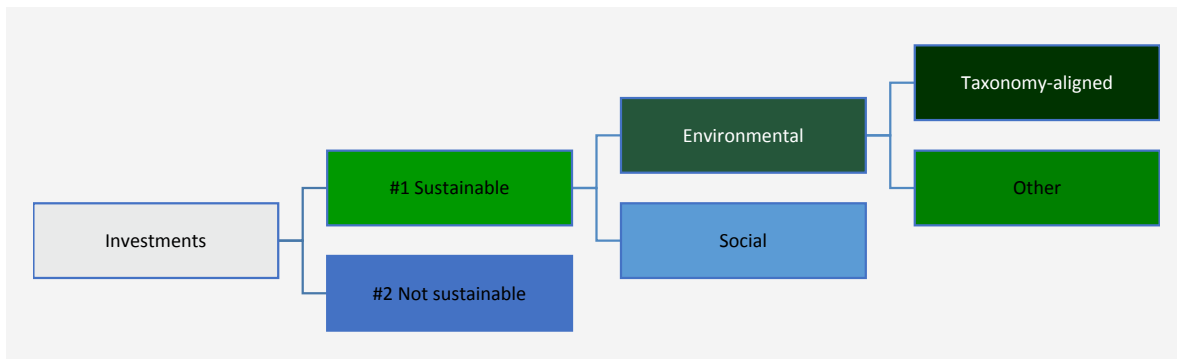 Investments
#1 Sustainable
#2 Not sustainable
Environmental
Social
Taxonomy-aligned
Other